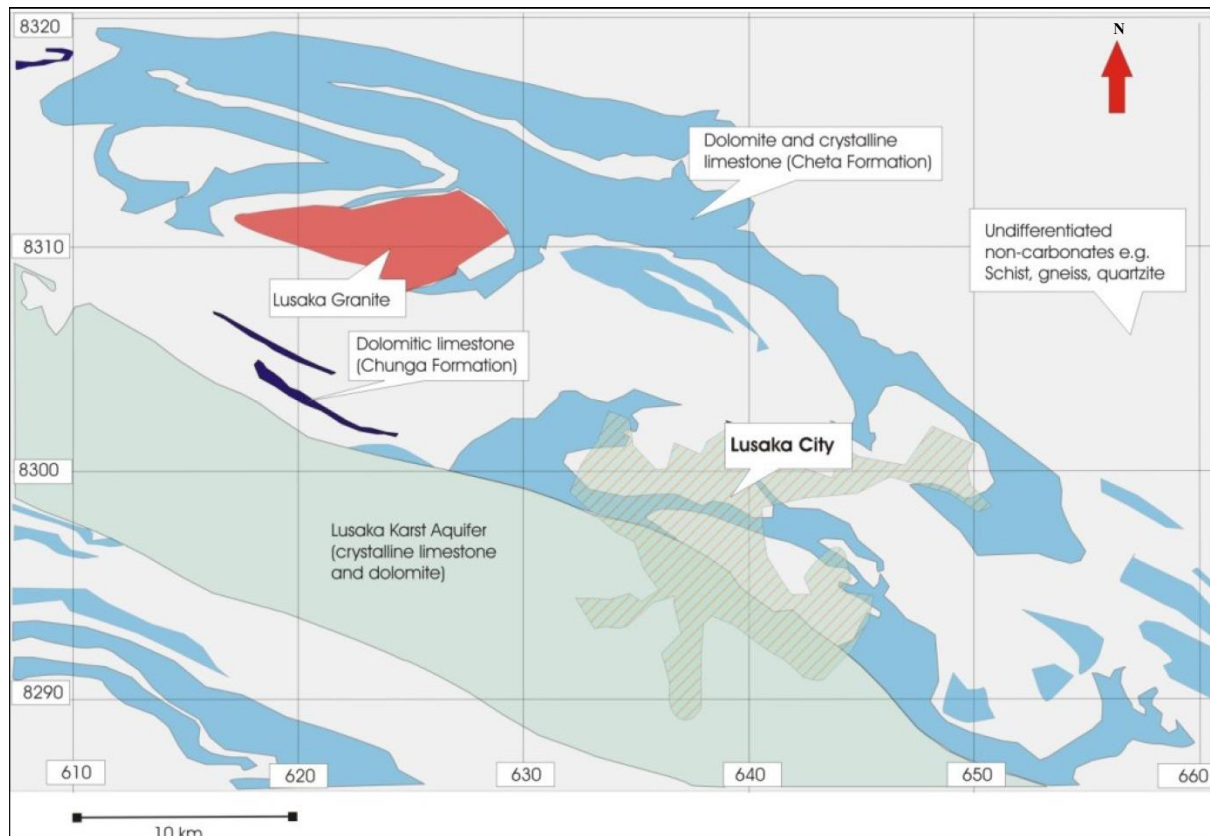 8320
N
Dolomite and crystalline
limestone (Cheta Formation)
Undifferentiated
non-carbonates e.g.
Schist, gneiss, quartzite
8310
Lusaka Granite
Dolomitic limestone
(Chunga Formation)
Lusaka City
8300
Lusaka Karst Aquifer
(crystalline limestone
and dolomite)
8290
610
620
630
640
650
660
10 km